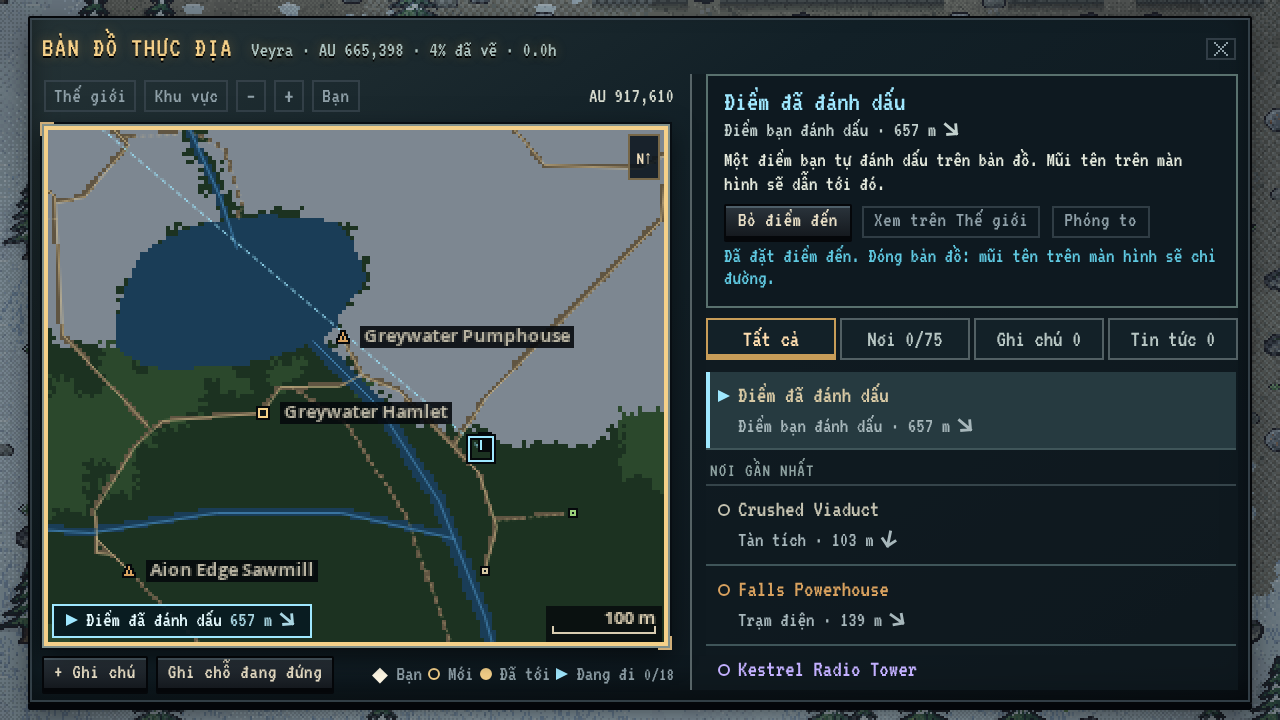 BẢN ĐỒ THỰC ĐỊA Veyra · AU 665,398 · 4% đã vẽ · 0.0h
Thế giới Khu vực - + Bạn AU 917,610
N↑
Greywater Pumphouse
Greywater Hamlet
Aion Edge Sawmill
▶ Điểm đã đánh dấu 657 m ↘
100 m
+ Ghi chú Ghi chỗ đang đứng Bạn Mới Đã tới Đang đi 0/18
Điểm đã đánh dấu
Điểm bạn đánh dấu · 657 m ↘
Một điểm bạn tự đánh dấu trên bản đồ. Mũi tên trên màn
hình sẽ dẫn tới đó.
Bỏ điểm đến Xem trên Thế giới Phóng to
Đã đặt điểm đến. Đóng bản đồ: mũi tên trên màn hình sẽ chỉ
đường.
Tất cả Nơi 0/75 Ghi chú 0 Tin tức 0
Điểm đã đánh dấu
Điểm bạn đánh dấu · 657 m ↘
NƠI GẦN NHẤT
Crushed Viaduct
Tàn tích · 103 m ↓
Falls Powerhouse
Trạm điện · 139 m ↘
Kestrel Radio Tower